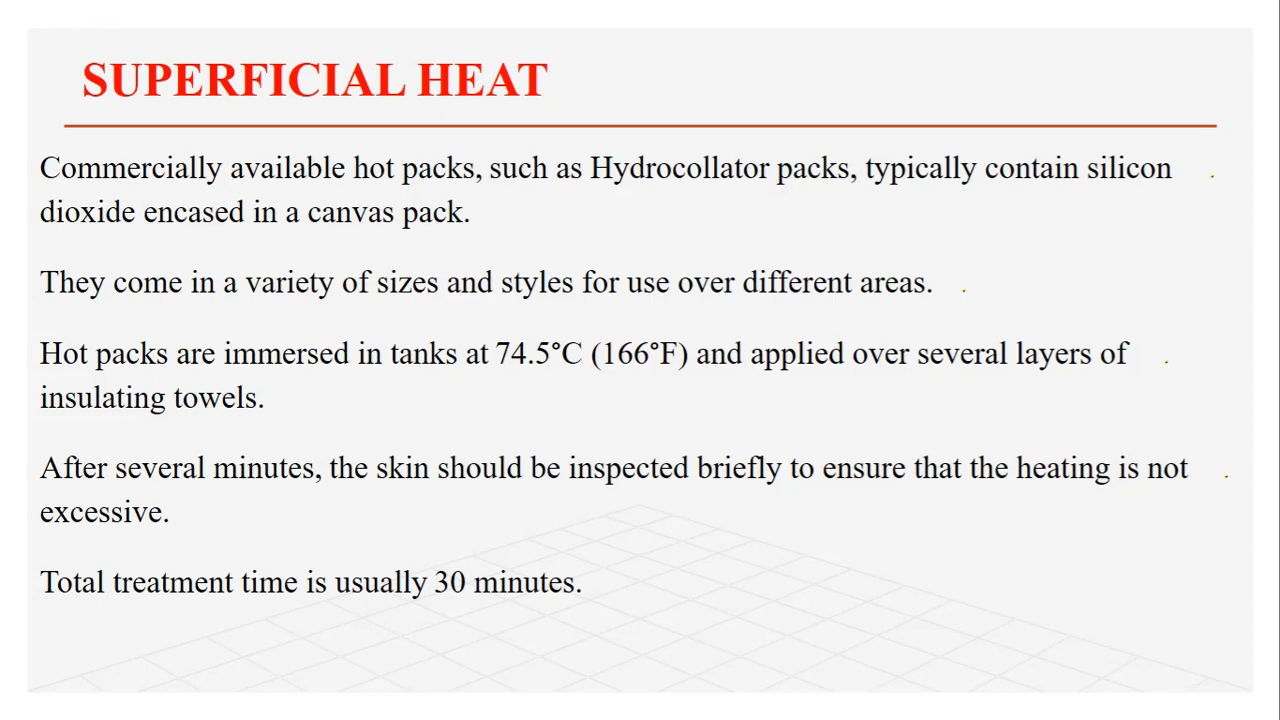 SUPERFICIAL HEAT
Commercially available hot packs, such as Hydrocollator packs, typically contain silicon
dioxide encased in a canvas pack.
They come in a variety of sizes and styles for use over different areas.
Hot packs are immersed in tanks at 74.5°C (166°F) and applied over several layers of
insulating towels.
After several minutes, the skin should be inspected briefly to ensure that the heating is not
excessive.
Total treatment time is usually 30 minutes.